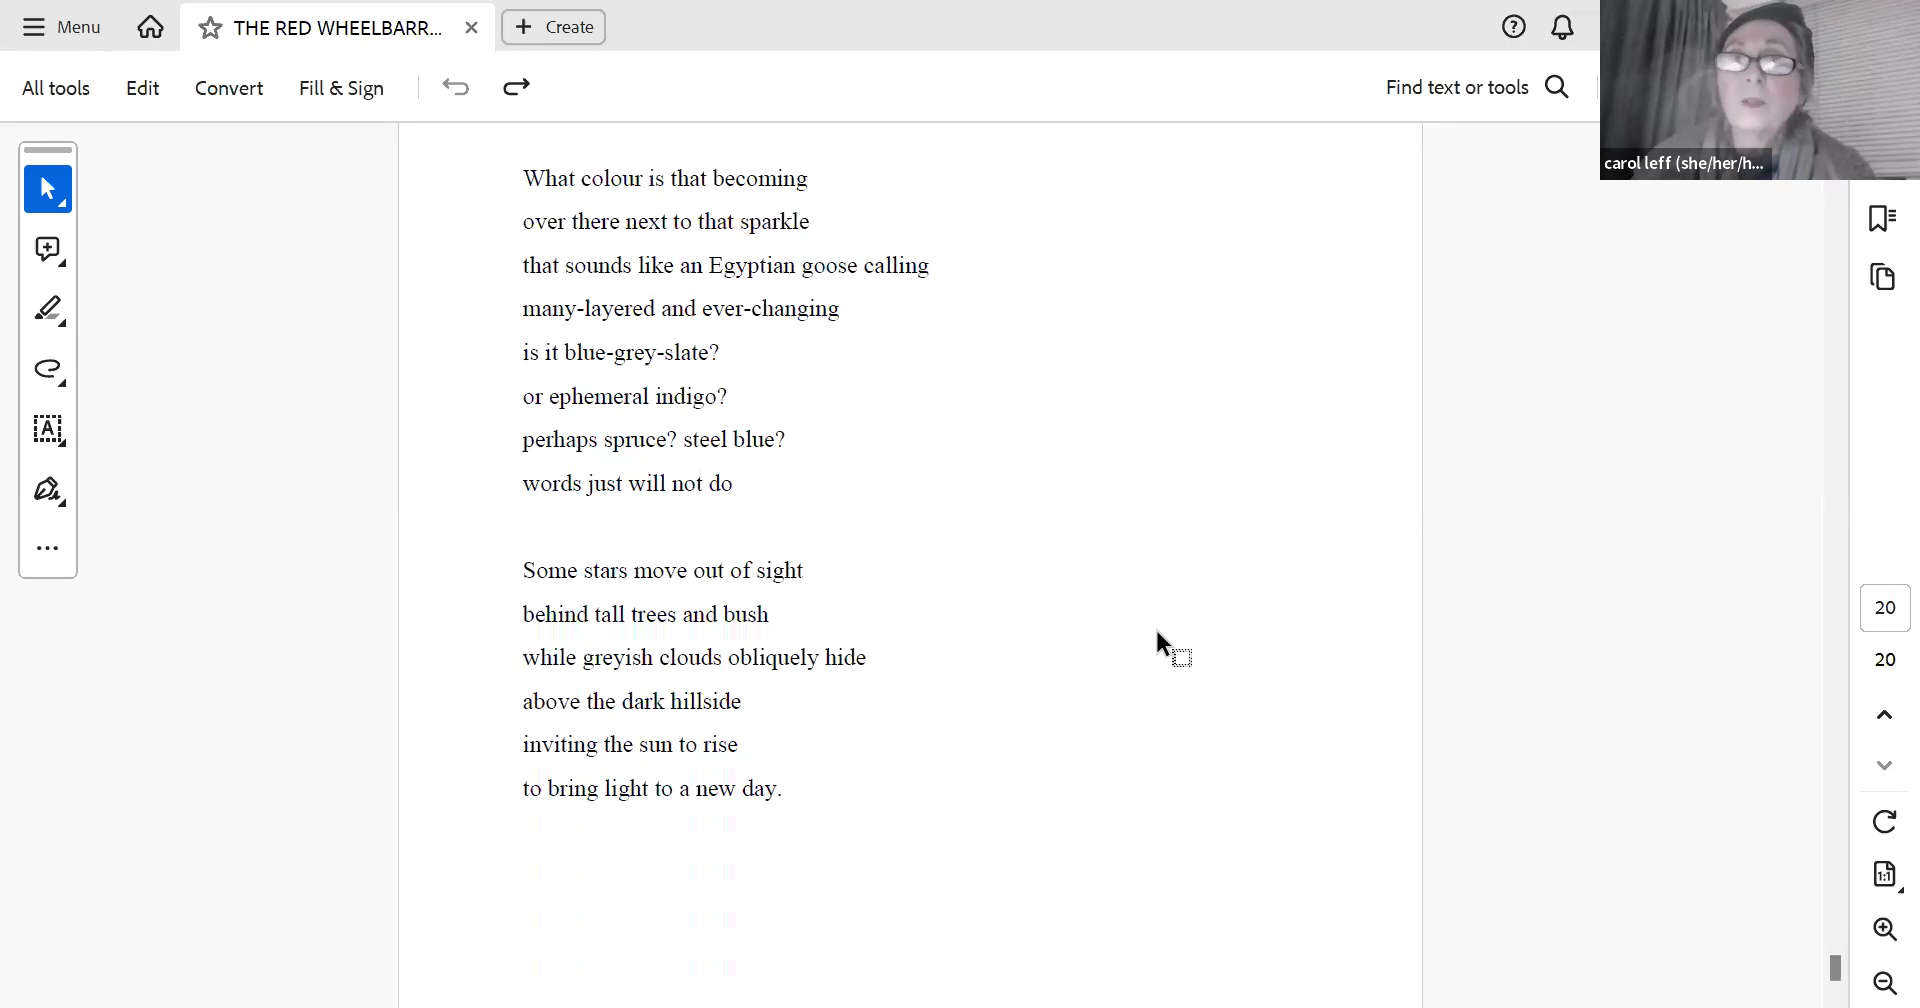 Menu
THE RED WHEELBARR...
Create
All tools
Edit
Convert
Fill & Sign
Find text or tools
carol leff (she/her/h...
What colour is that becoming
over there next to that sparkle
that sounds like an Egyptian goose calling
many-layered and ever-changing
is it blue-grey-slate?
or ephemeral indigo?
perhaps spruce? steel blue?
words just will not do
Some stars move out of sight
behind tall trees and bush
while greyish clouds obliquely hide
above the dark hillside
inviting the sun to rise
to bring light to a new day.
A
20
20
1:1